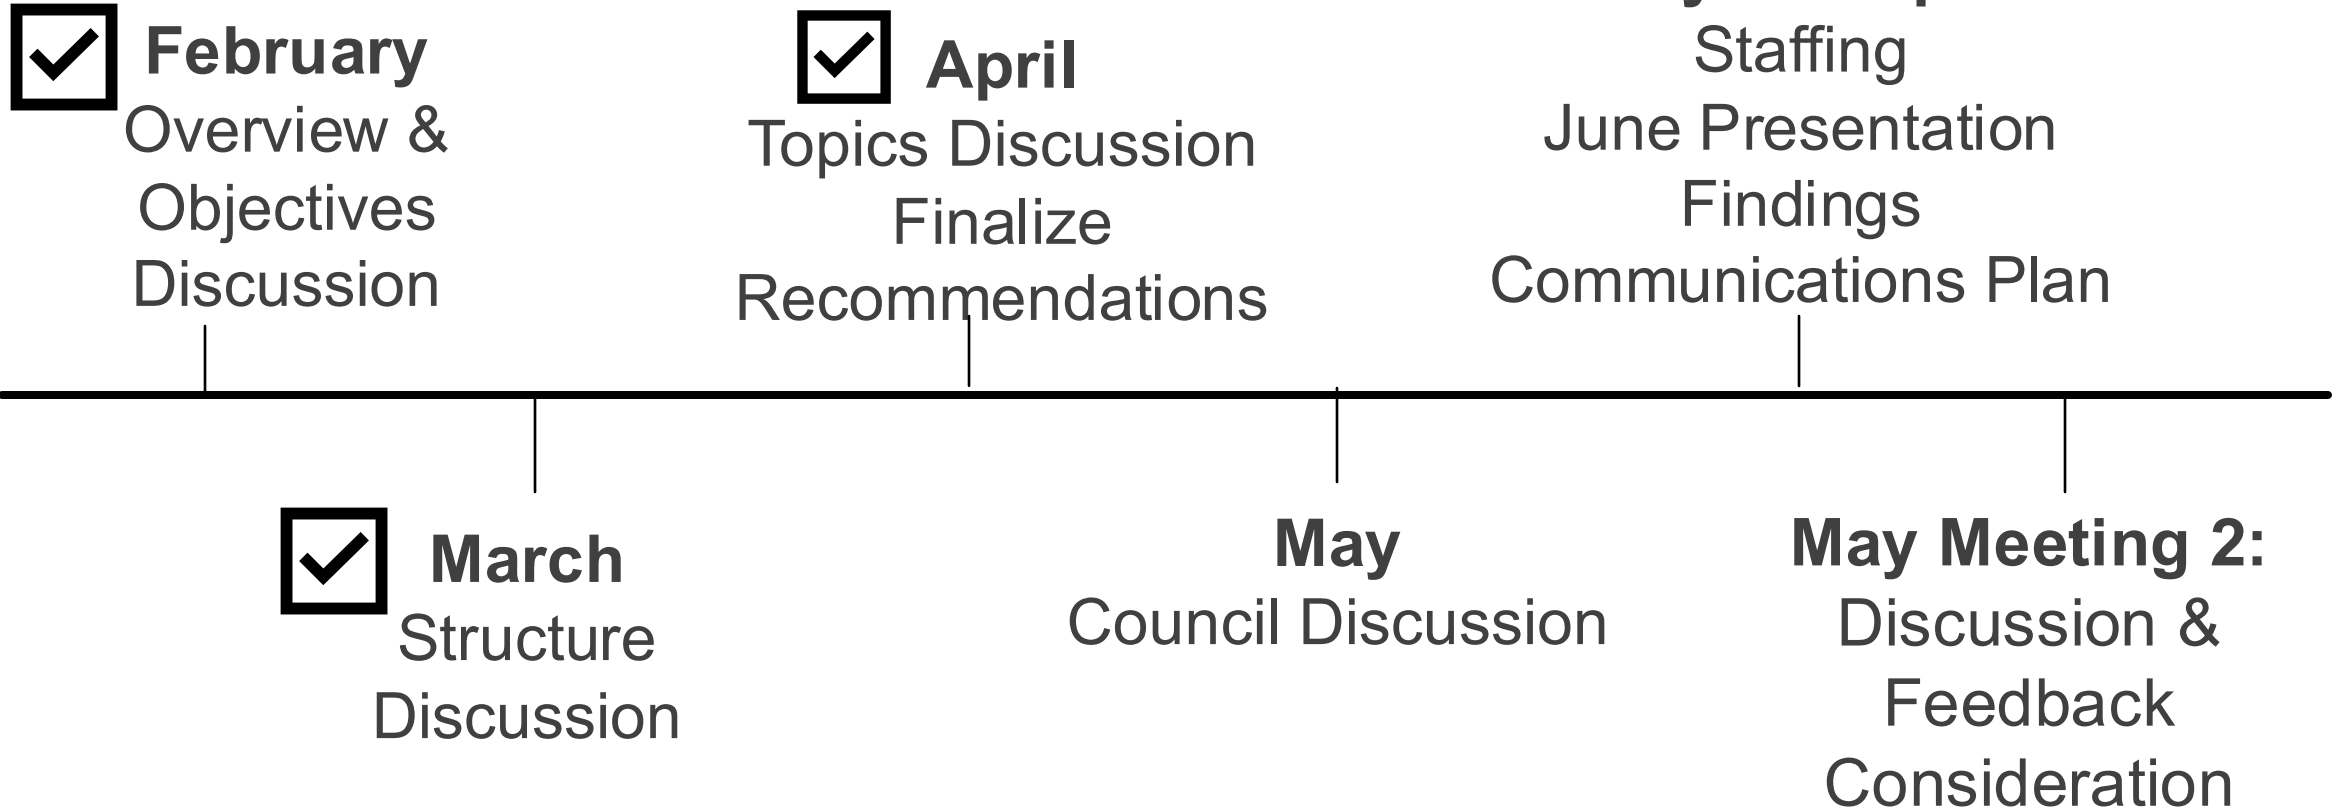 February
Overview &
Objectives
Discussion
April
Topics Discussion
Finalize
Recommendations
Staffing
June Presentation
Findings
Communications Plan
March
Structure
Discussion
May
Council Discussion
May Meeting 2:
Discussion &
Feedback
Consideration